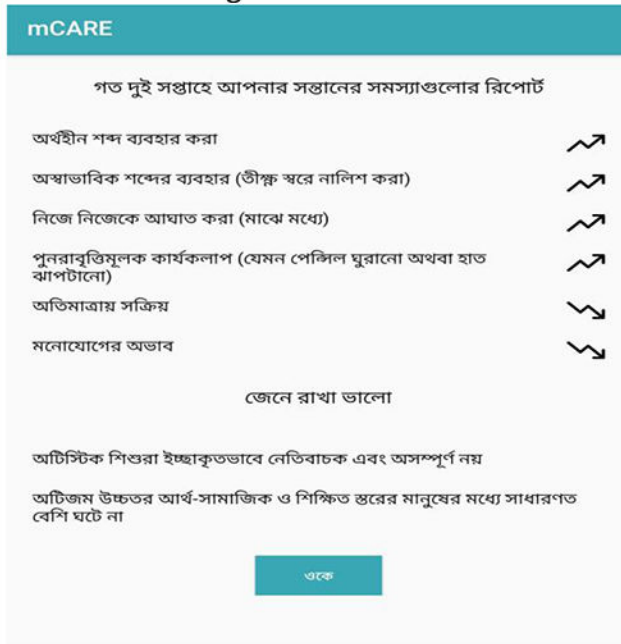 mCARE
গত দুই সপ্তাহে আপনার সন্তানের সমস্যাগুলোর রিপোর্ট
অর্থহীন শব্দ ব্যবহার করা
অস্বাভাবিক শব্দের ব্যবহার (তীক্ষ্ণ স্বরে নালিশ করা)
নিজে নিজেকে আঘাত করা (মাঝে মধ্যে)
পুনরাবৃত্তিমূলক কার্যকলাপ (যেমন পেন্সিল ঘুরানো অথবা হাত
ঝাপটানো)
অতিমাত্রায় সক্রিয়
মনোযোগের অভাব
জেনে রাখা ভালো
অটিস্টিক শিশুরা ইচ্ছাকৃতভাবে নেতিবাচক এবং অসম্পূর্ণ নয়
অটিজম উচ্চতর আর্থ-সামাজিক ও শিক্ষিত স্তরের মানুষের মধ্যে সাধারণত
বেশি ঘটে না
ওকে